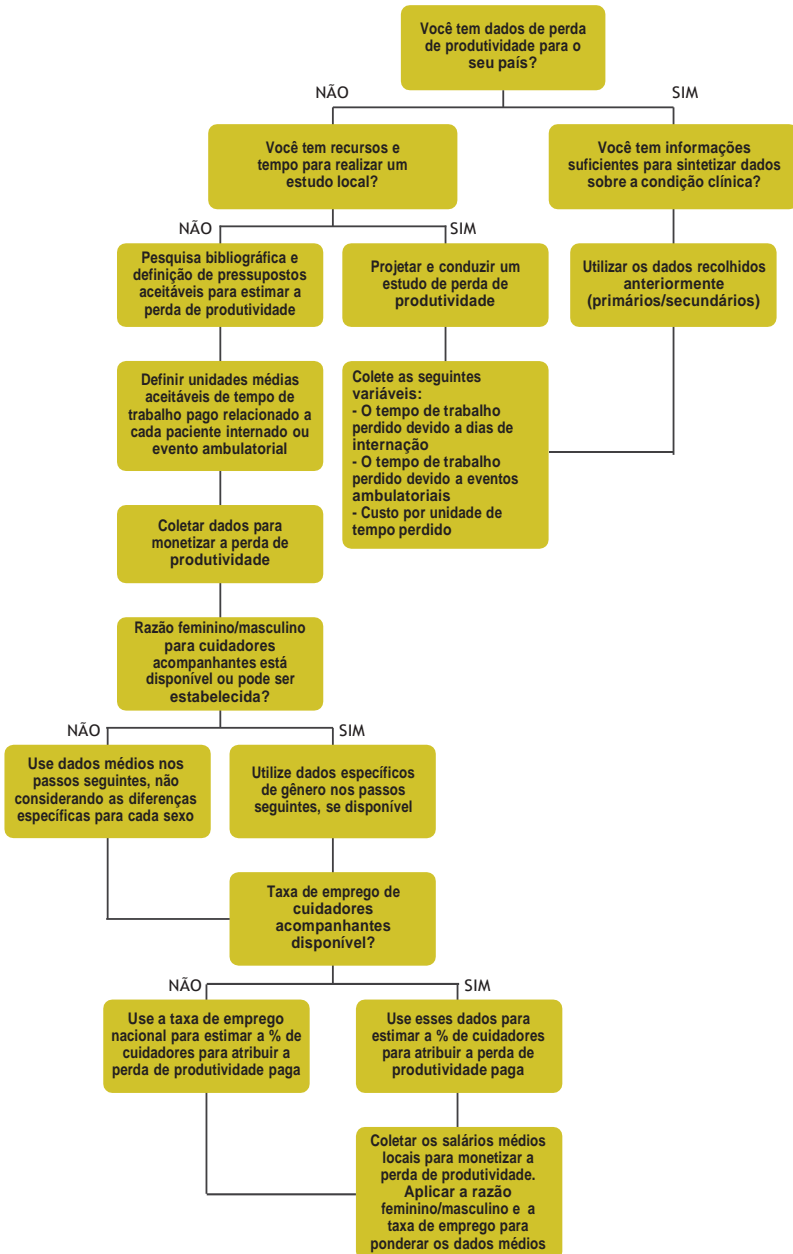 Você tem dados de perda
de produtividade para o
seu país?
NÃO
SIM
Você tem recursos e
tempo para realizar um
estudo local?
Você tem informações
suficientes para sintetizar dados
sobre a condição clínica?
NÃO
SIM
Pesquisa bibliográfica e
definição de pressupostos
aceitáveis para estimar a
perda de produtividade
Projetar e conduzir um
estudo de perda de
produtividade
Utilizar os dados recolhidos
anteriormente
(primários/secundários)
Definir unidades médias
aceitáveis de tempo de
trabalho pago relacionado a
cada paciente internado ou
evento ambulatorial
Colete as seguintes
variáveis:
- O tempo de trabalho
perdido devido a dias de
internação
- O tempo de trabalho
perdido devido a eventos
ambulatoriais
- Custo por unidade de
tempo perdido
Coletar dados para
monetizar a perda de
produtividade
Razão feminino/masculino
para cuidadores
acompanhantes está
disponível ou pode ser
estabelecida?
NÃO
SIM
Use dados médios nos
passos seguintes, não
considerando as diferenças
específicas para cada sexo
Utilize dados específicos
de gênero nos passos
seguintes, se disponível
Taxa de emprego de
cuidadores
acompanhantes
disponível?
NÃO
SIM
Use a taxa de emprego
nacional para estimar a % de
cuidadores para atribuir a
perda de produtividade paga
Use esses dados para
estimar a % de cuidadores
para atribuir a perda de
produtividade paga
Coletar os salários médios
locais para monetizar a
perda de produtividade.
Aplicar a razão
feminino/masculino e a
taxa de emprego para
ponderar os dados médios